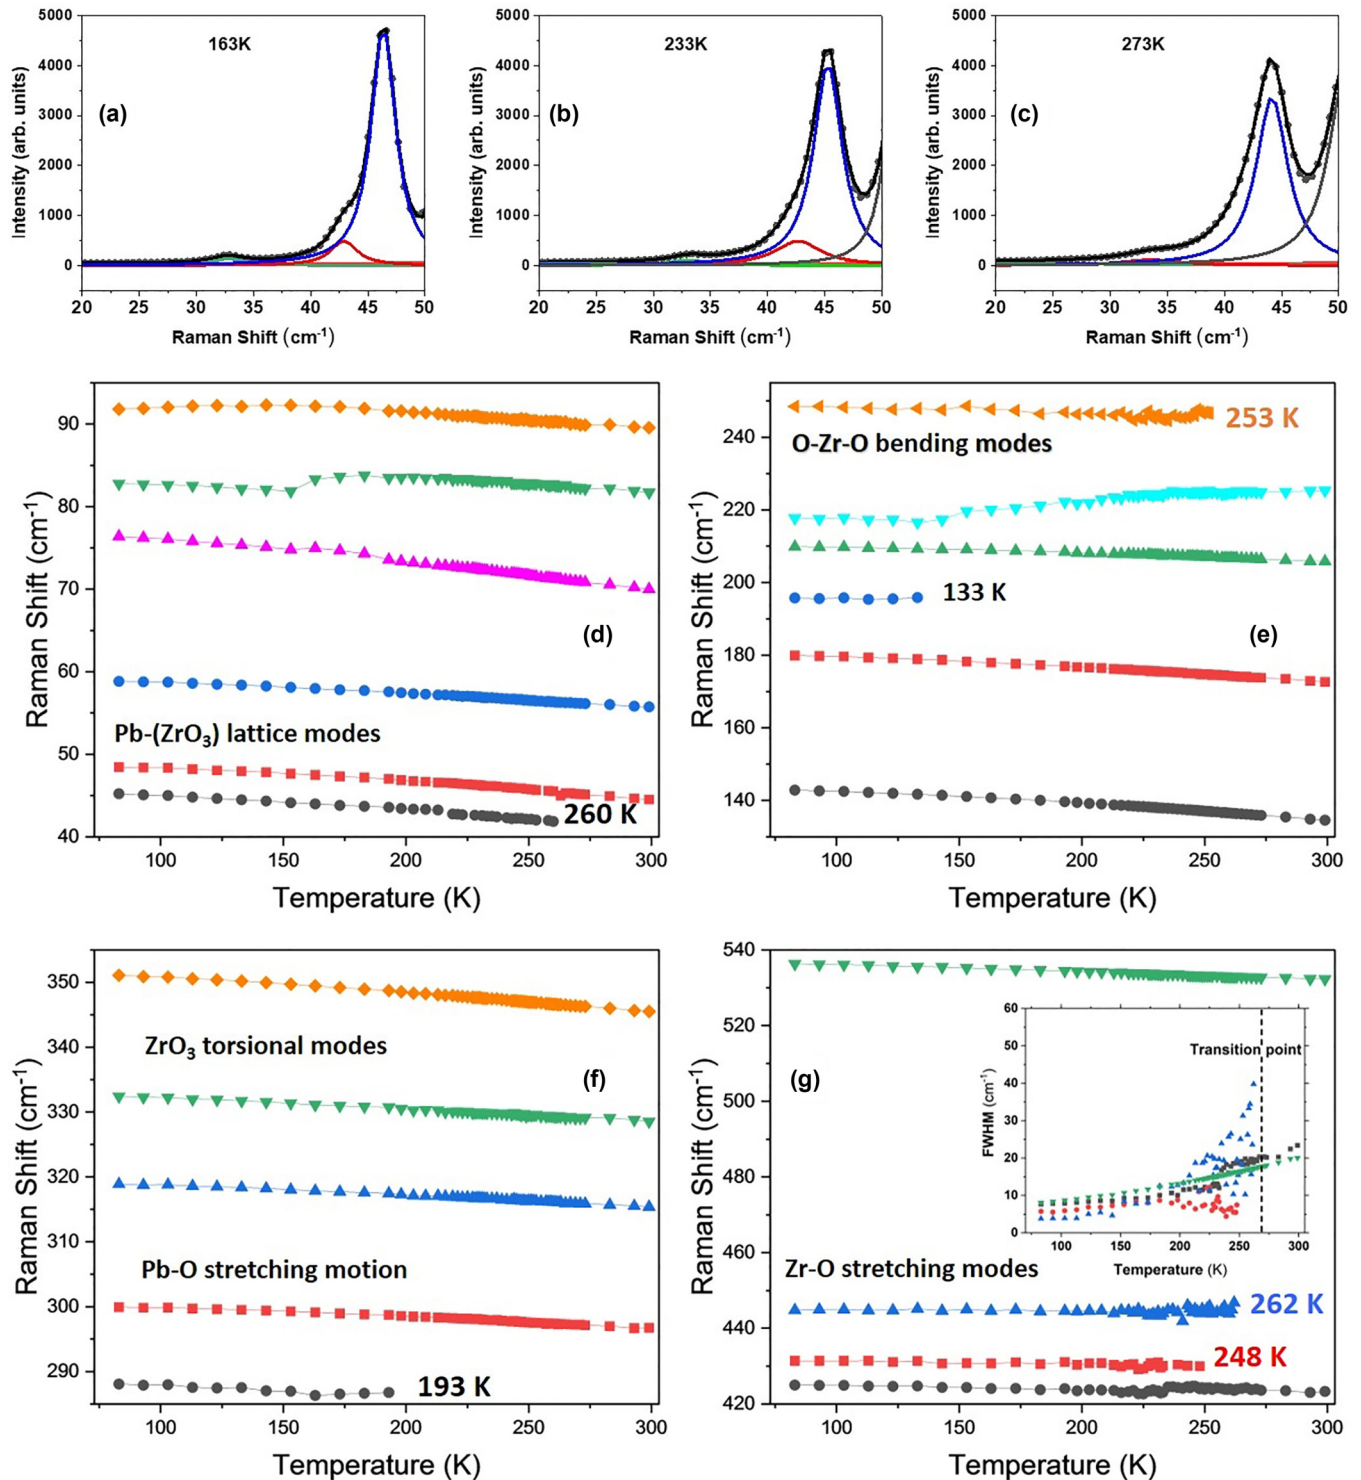 163K
(a)
Intensity (arb. units)
5000
4000
3000
2000
1000
0
20 25 30 35 40 45 50
Raman Shift (cm-1)
233K
(b)
Intensity (arb. units)
5000
4000
3000
2000
1000
0
20 25 30 35 40 45 50
Raman Shift (cm-1)
273K
(c)
Intensity (arb. units)
5000
4000
3000
2000
1000
0
20 25 30 35 40 45 50
Raman Shift (cm-1)
Raman Shift (cm-1)
90
80
70
60
50
40
(d)
Pb-(ZrO3) lattice modes
260 K
100 150 200 250 300
Temperature (K)
Raman Shift (cm-1)
240
220
200
180
160
140
253 K
O-Zr-O bending modes
133 K
(e)
100 150 200 250 300
Temperature (K)
Raman Shift (cm-1)
350
340
330
320
310
300
290
ZrO3 torsional modes
(f)
Pb-O stretching motion
193 K
100 150 200 250 300
Temperature (K)
Raman Shift (cm-1)
540
520
500
480
460
440
420
(g)
FWHM (cm-1)
60
50
40
30
20
10
0
Transition point
100 150 200 250 300
Temperature (K)
Zr-O stretching modes
262 K
248 K
100 150 200 250 300
Temperature (K)